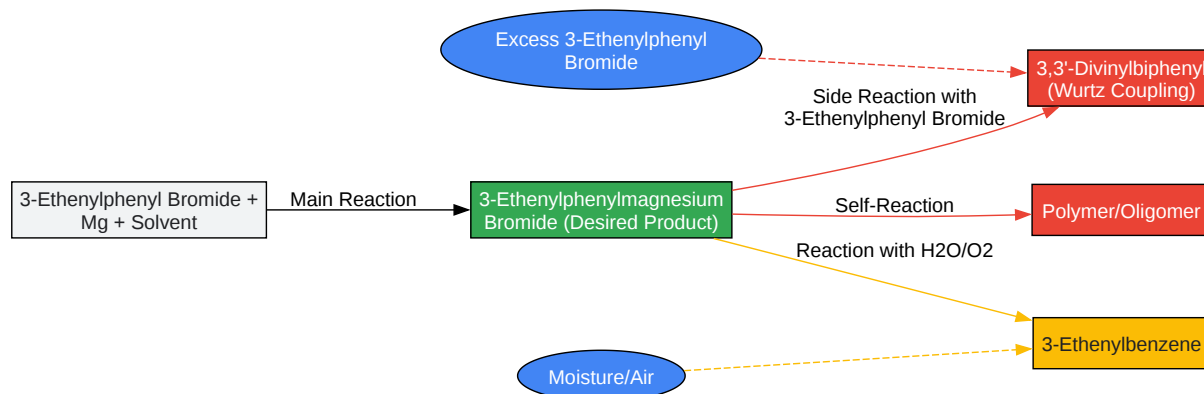 Excess 3-Ethenylphenyl
Bromide
3,3'-Divinylbiphenyl
(Wurtz Coupling)
Side Reaction with
3-Ethenylphenyl Bromide
3-Ethenylphenyl Bromide +
Mg + Solvent
Main Reaction
3-Ethenylphenylmagnesium
Bromide (Desired Product)
Self-Reaction
Polymer/Oligomer
Reaction with H2O/O2
3-Ethenylbenzene
Moisture/Air